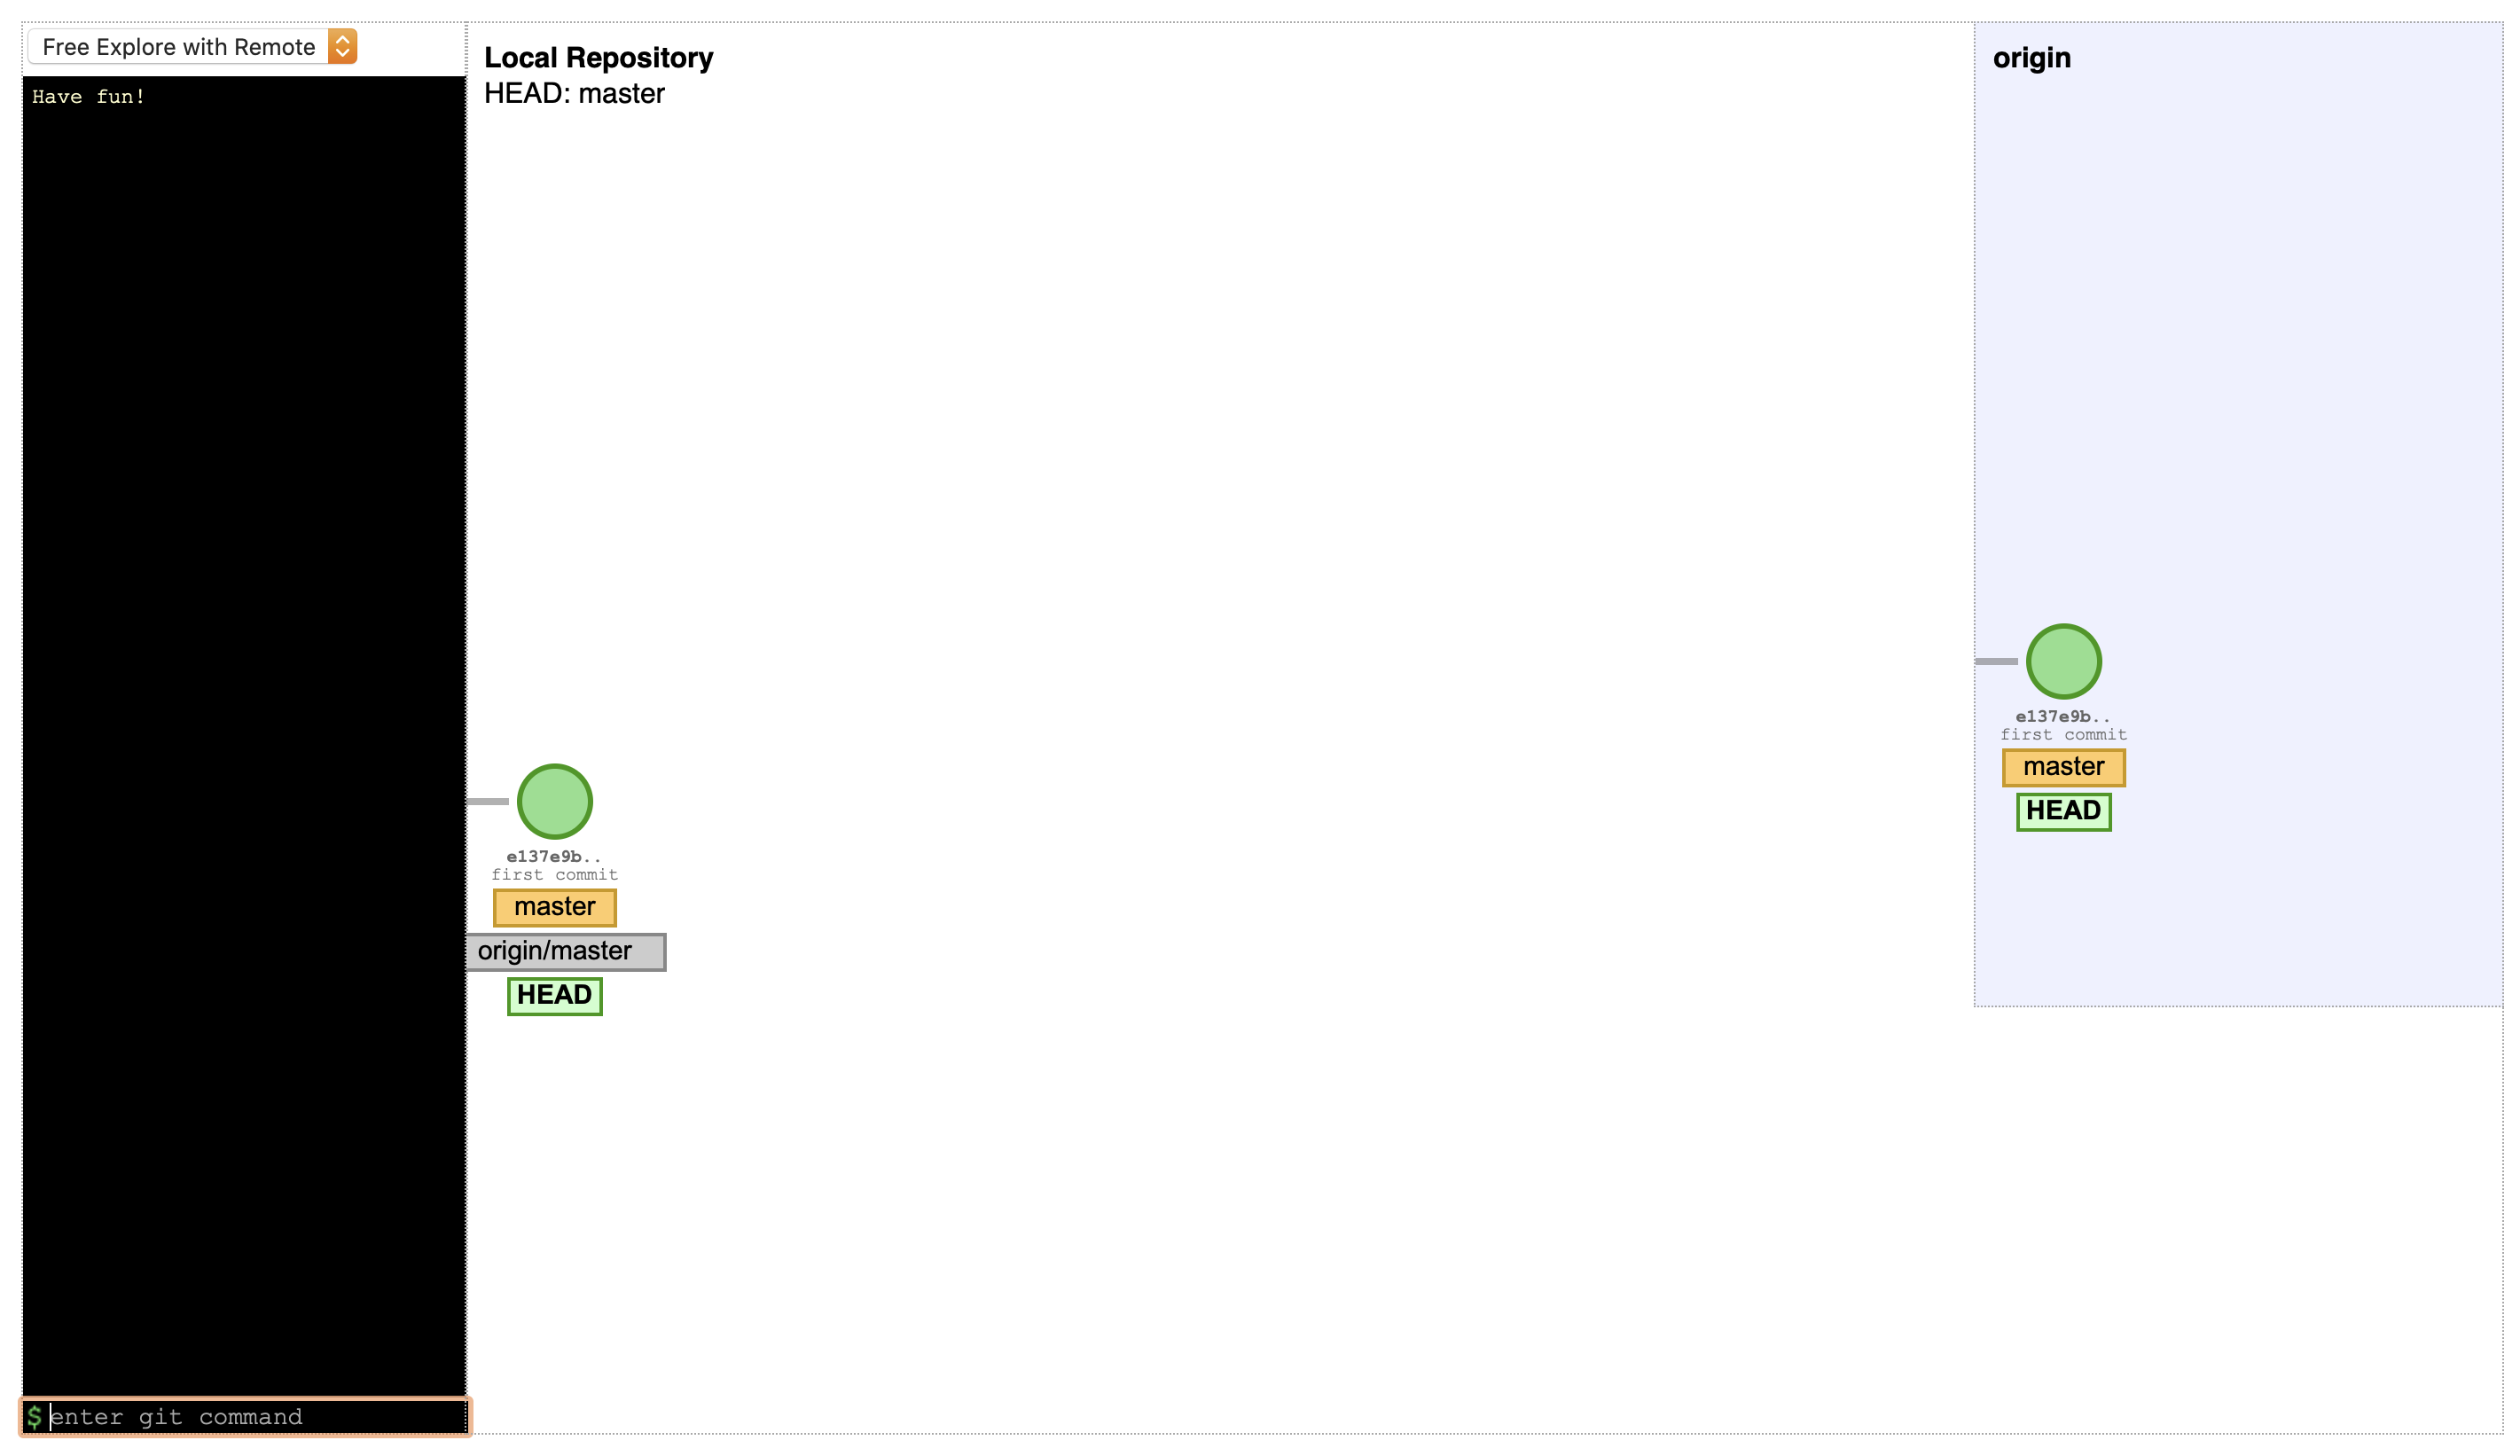 Free Explore with Remote
Have fun!
$ enter git command
Local Repository
HEAD: master
e137e9b..
first commit
master
origin/master
HEAD
origin
e137e9b..
first commit
master
HEAD